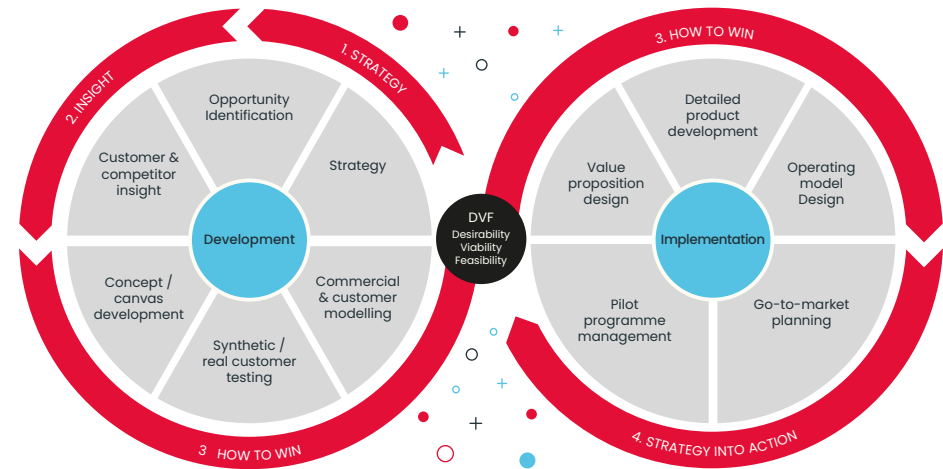 1. STRATEGY
2. INSIGHT
3 HOW TO WIN
Opportunity
Identification
Strategy
Customer &
competitor
insight
Development
Concept /
canvas
development
Commercial
& customer
modelling
Synthetic /
real customer
testing
DVF
Desirability
Viability
Feasibility
3. HOW TO WIN
4. STRATEGY INTO ACTION
Detailed
product
development
Value
proposition
design
Operating
model
Design
Implementation
Pilot
programme
management
Go-to-market
planning